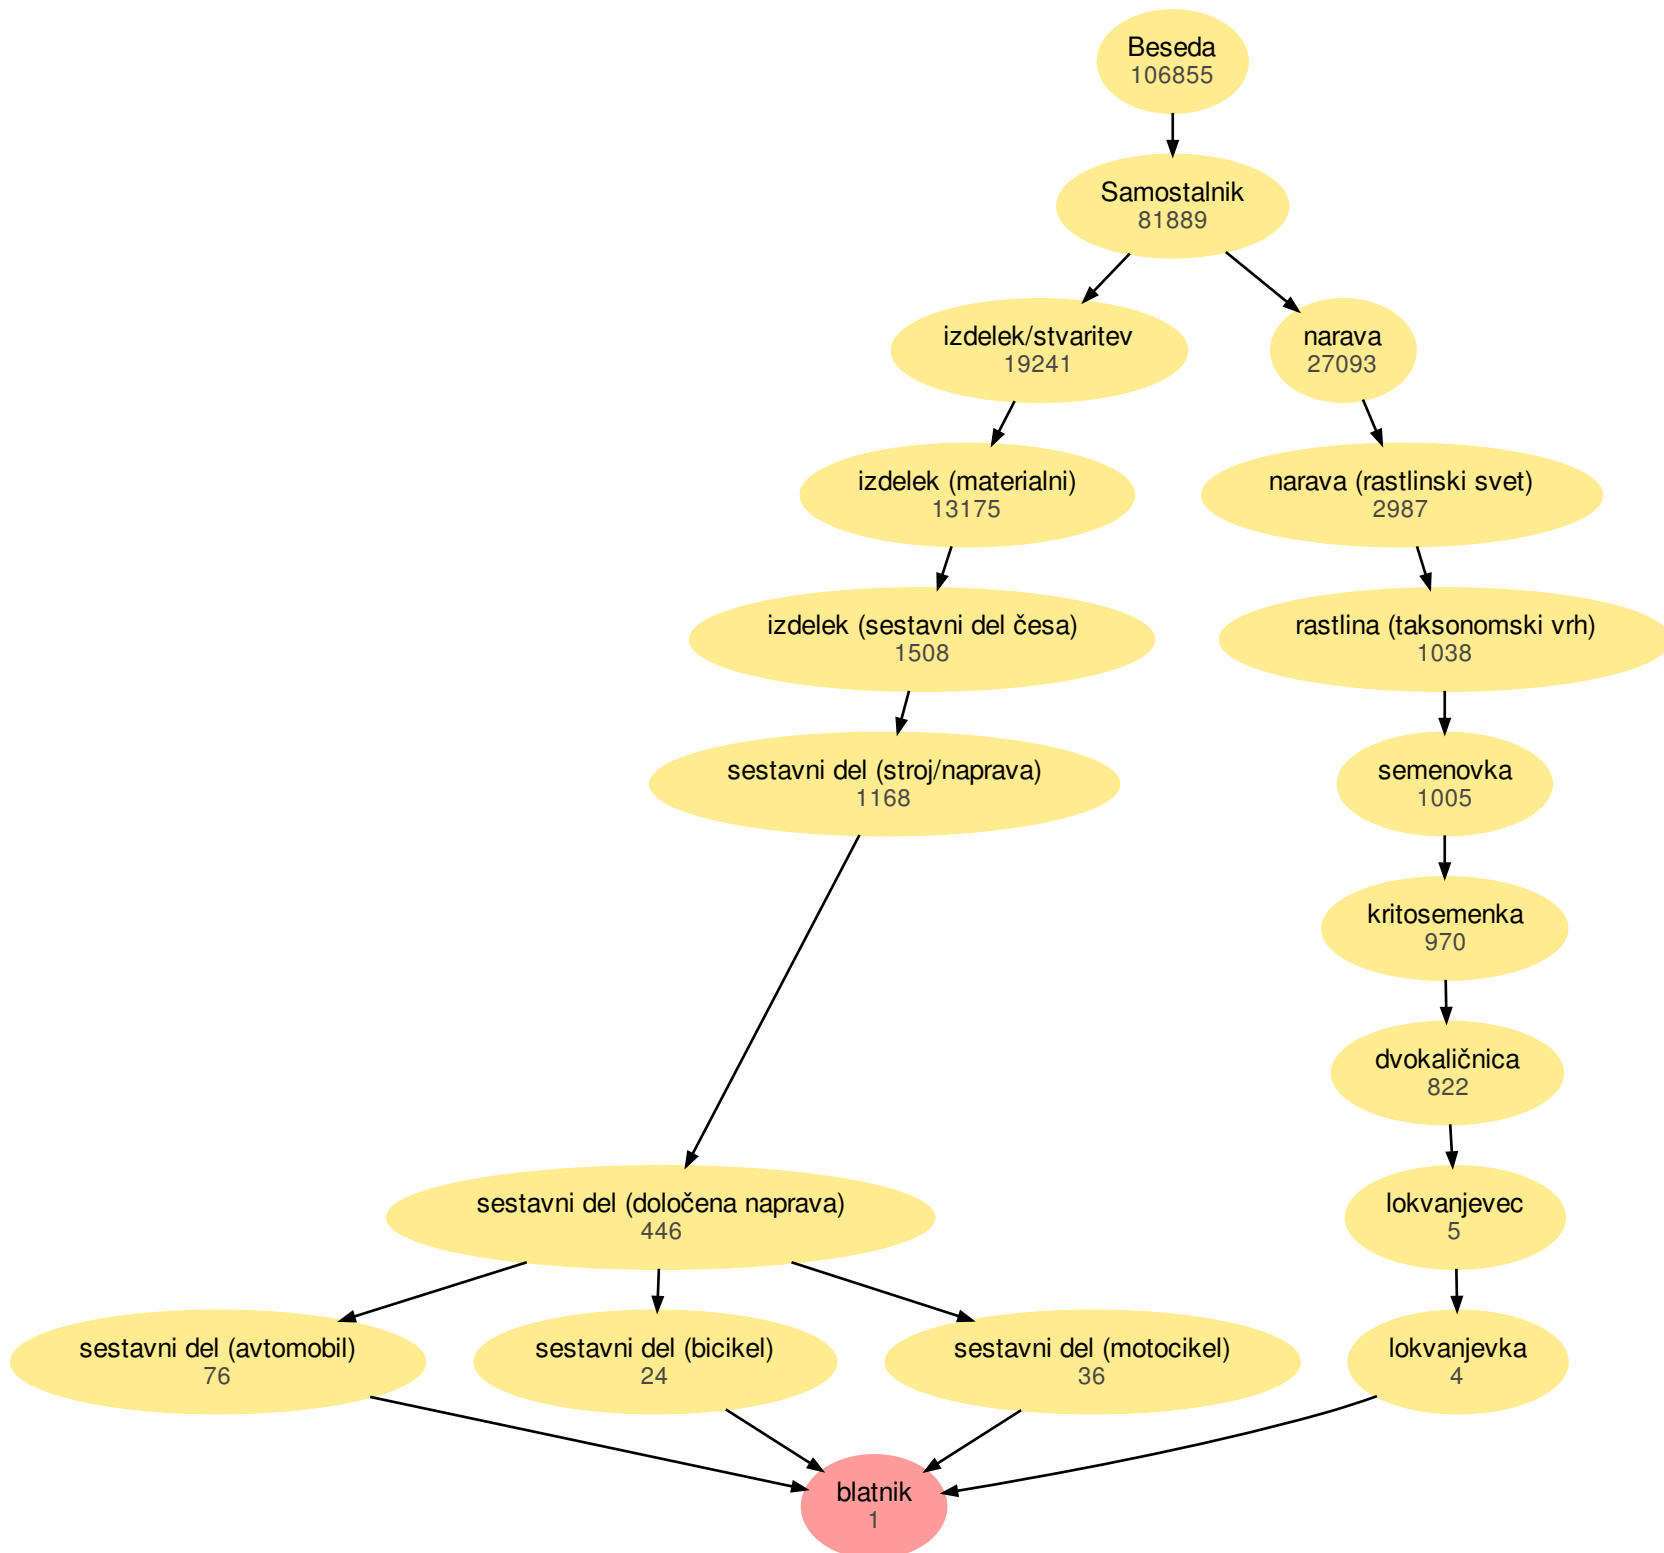 Beseda
106855
Samostalnik
81889
izdelek/stvaritev
19241
narava
27093
izdelek (materialni)
13175
narava (rastlinski svet)
2987
izdelek (sestavni del česa)
1508
rastlina (taksonomski vrh)
1038
sestavni del (stroj/naprava)
1168
semenovka
1005
kritosemenka
970
dvokaličnica
822
sestavni del (določena naprava)
446
lokvanjevec
5
sestavni del (avtomobil)
76
sestavni del (bicikel)
24
sestavni del (motocikel)
36
lokvanjevka
4
blatnik
1